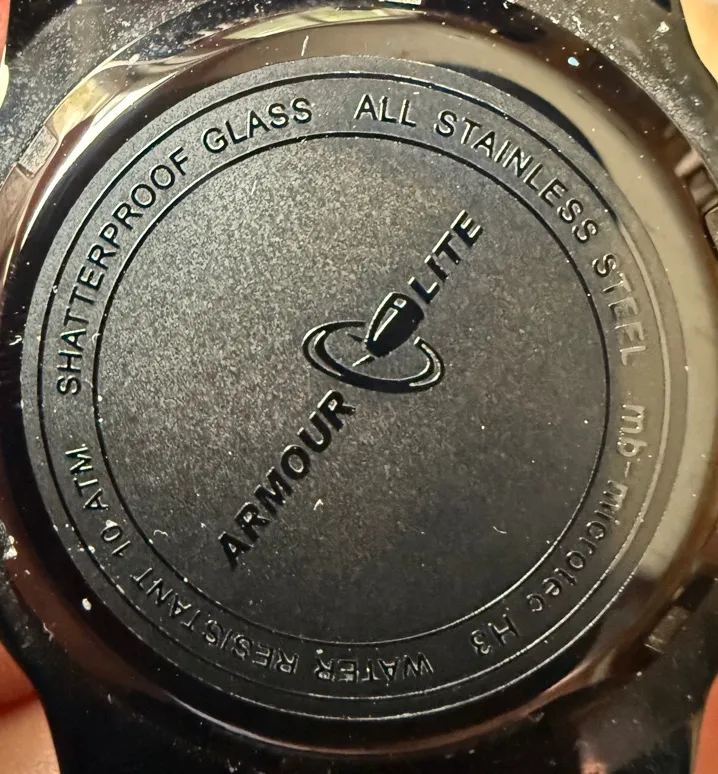 SHATTERPROOF GLASS ALL STAINLESS STEEL mb-microtec H3 WATER RESISTANT 10 ATM
ARMOUR LITE